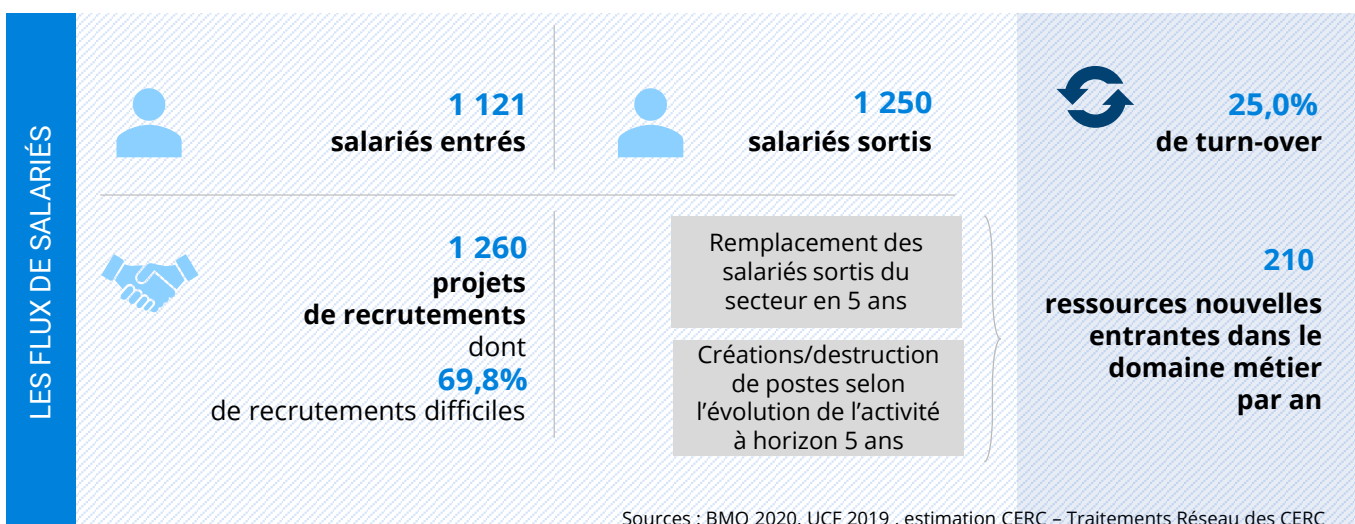 LES FLUX DE SALARIÉS
1 121
salariés entrés
1 250
salariés sortis
25,0%
de turn-over
1 260
projets
de recrutements
dont
69,8%
de recrutements difficiles
Remplacement des
salariés sortis du
secteur en 5 ans
Créations/destruction
de postes selon
l'évolution de l'activité
à horizon 5 ans
210
ressources nouvelles
entrantes dans le
domaine métier
par an
Sources : BMO 2020, UCF 2019 , estimation CERC – Traitements Réseau des CERC